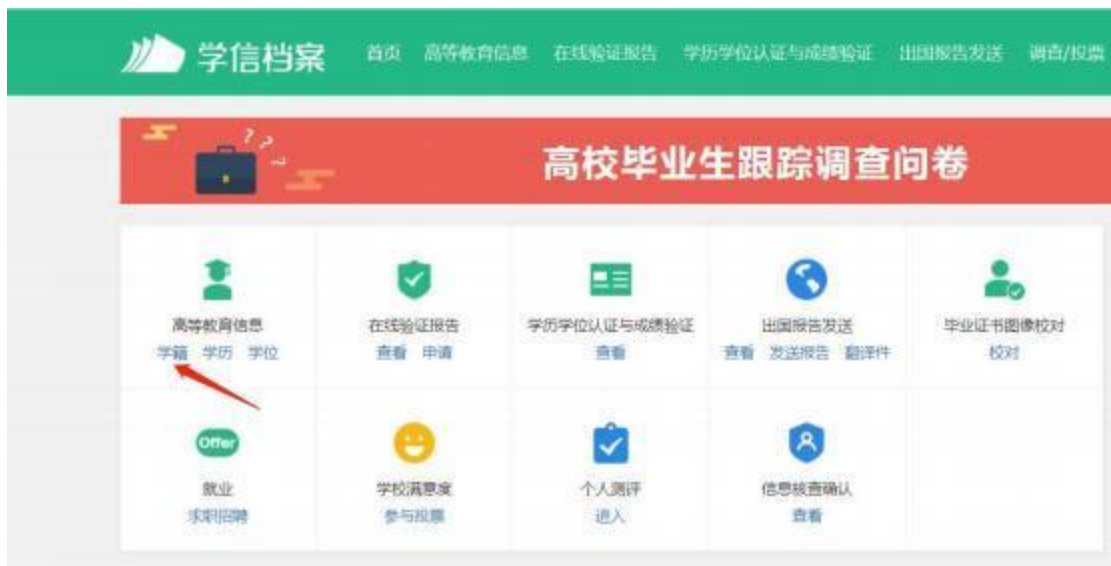 学信档案 首页 高等教育信息 在线验证报告 学历学位认证与成绩验证 出国报告发送 调查/投票
???
高校毕业生跟踪调查问卷
高等教育信息 在线验证报告 学历学位认证与成绩验证 出国报告发送 毕业证书图像校对
学籍 学历 学位 查看 申请 查看 查看 发送报告 翻译件 校对
Offer
就业 学校满意度 个人测评 信息核查确认
求职招聘 参与投票 进入 查看